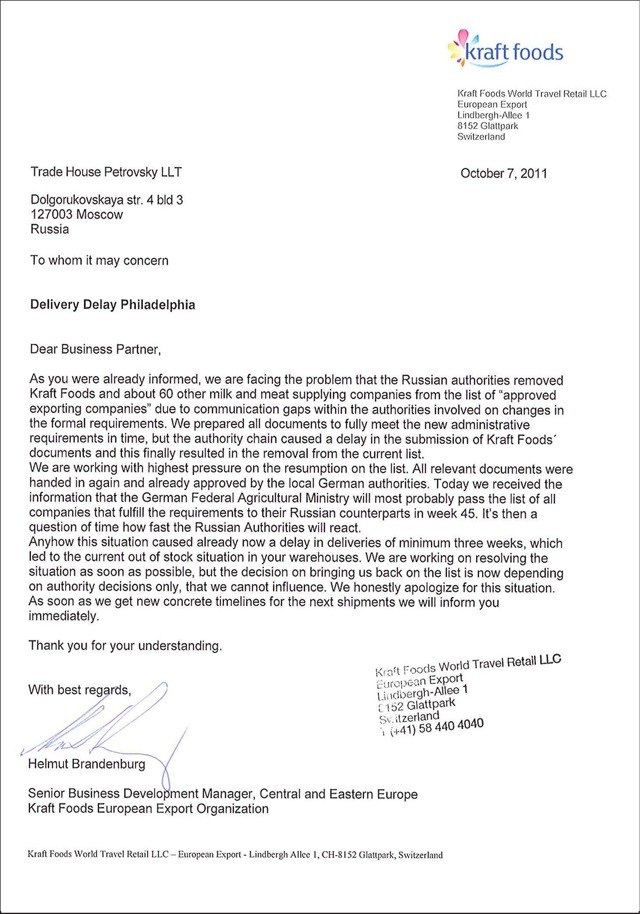 kraft foods
Kraft Foods World Travel Retail LLC
European Export
Lindbergh-Allee 1
8152 Glattpark
Switzerland
Trade House Petrovsky LLT
October 7, 2011
Dolgorukovskaya str. 4 bld 3
127003 Moscow
Russia
To whom it may concern
Delivery Delay Philadelphia
Dear Business Partner,
As you were already informed, we are facing the problem that the Russian authorities removed
Kraft Foods and about 60 other milk and meat supplying companies from the list of "approved
exporting companies" due to communication gaps within the authorities involved on changes in
the formal requirements. We prepared all documents to fully meet the new administrative
requirements in time, but the authority chain caused a delay in the submission of Kraft Foods´
documents and this finally resulted in the removal from the current list.
We are working with highest pressure on the resumption on the list. All relevant documents were
handed in again and already approved by the local German authorities. Today we received the
information that the German Federal Agricultural Ministry will most probably pass the list of all
companies that fulfill the requirements to their Russian counterparts in week 45. It's then a
question of time how fast the Russian Authorities will react.
Anyhow this situation caused already now a delay in deliveries of minimum three weeks, which
led to the current out of stock situation in your warehouses. We are working on resolving the
situation as soon as possible, but the decision on bringing us back on the list is now depending
on authority decisions only, that we cannot influence. We honestly apologize for this situation.
As soon as we get new concrete timelines for the next shipments we will inform you
immediately.
Thank you for your understanding.
With best regards,
Kraft Foods World Travel Retail LLC
European Export
Lindbergh-Allee 1
8152 Glattpark
Switzerland
T (+41) 58 440 4040
Helmut Brandenburg
Senior Business Development Manager, Central and Eastern Europe
Kraft Foods European Export Organization
Kraft Foods World Travel Retail LLC – European Export - Lindbergh Allee 1, CH-8152 Glattpark, Switzerland